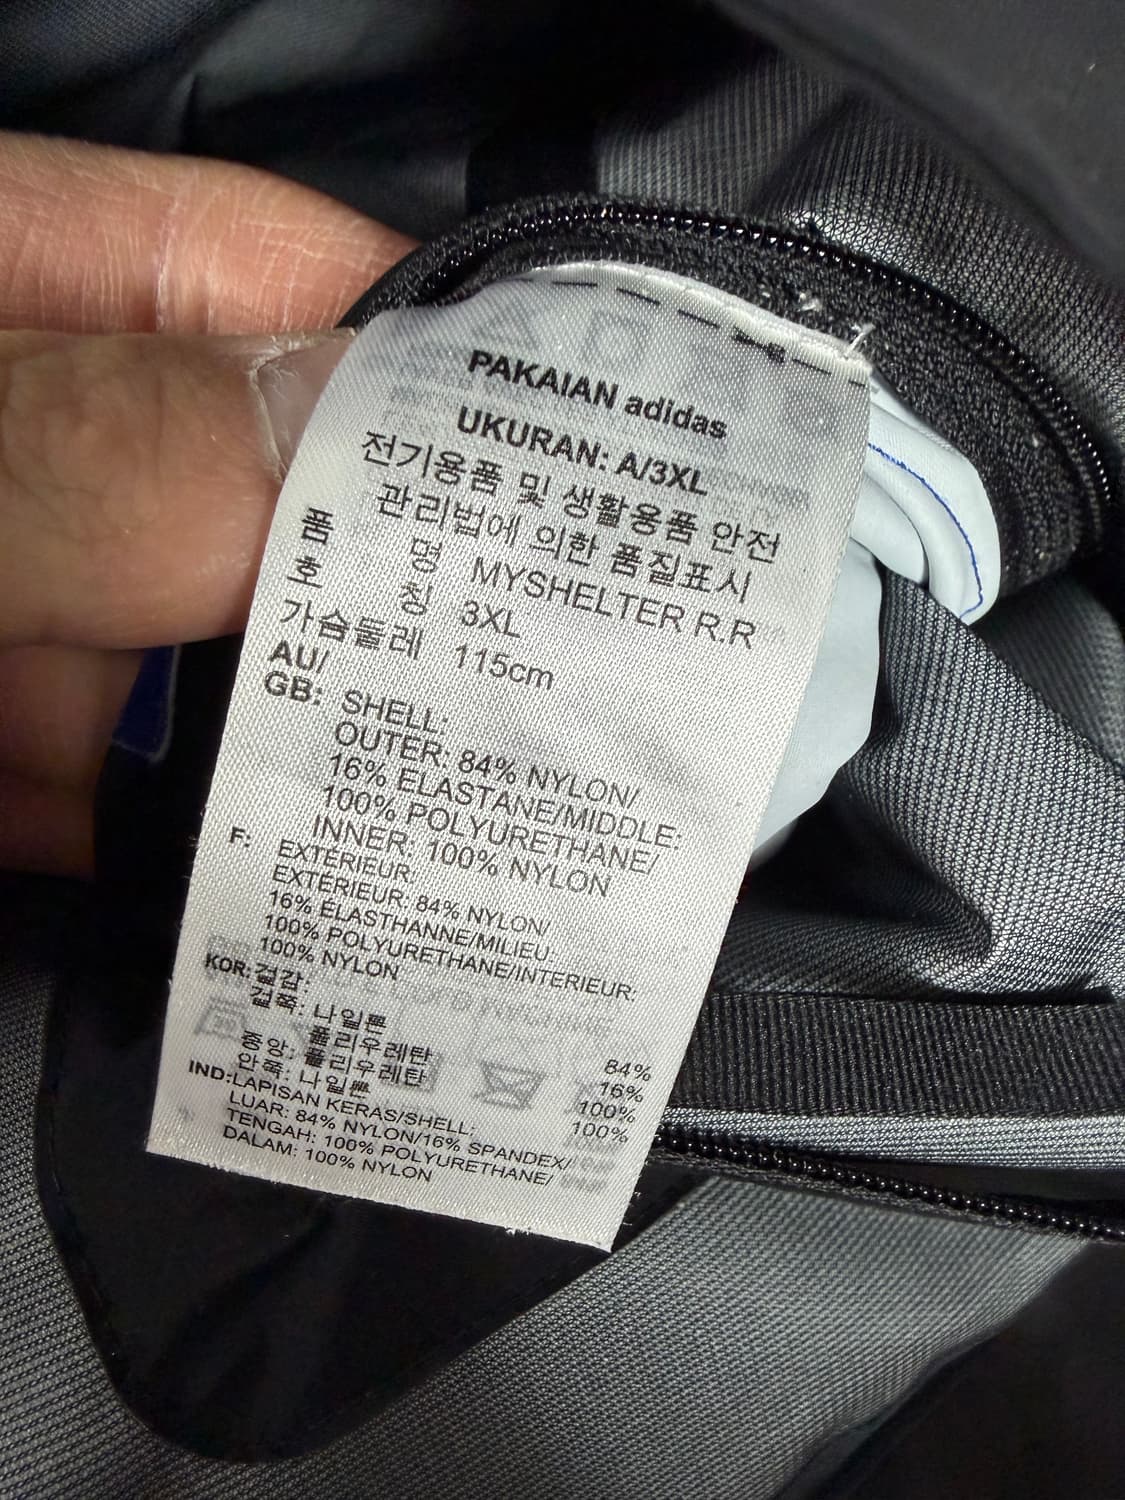 PAKAIAN adidas
UKURAN: A/3XL
전기용품 및 생활용품 안전
관리법에 의한 품질표시
품 명 MYSHELTER R.R
호 칭 3XL
가슴둘레 115cm
AU/
GB: SHELL:
OUTER: 84% NYLON/
16% ELASTANE/MIDDLE:
100% POLYURETHANE/
INNER: 100% NYLON
F: EXTÉRIEUR:
EXTÉRIEUR: 84% NYLON/
16% ÉLASTHANNE/MILIEU:
100% POLYURETHANE/INTERIEUR:
100% NYLON
KOR: 겉감:
겉쪽: 나일론 84%
폴리우레탄 16%
중앙: 폴리우레탄 100%
안쪽: 나일론 100%
IND: LAPISAN KERAS/SHELL:
LUAR: 84% NYLON/16% SPANDEX/
TENGAH: 100% POLYURETHANE/
DALAM: 100% NYLON